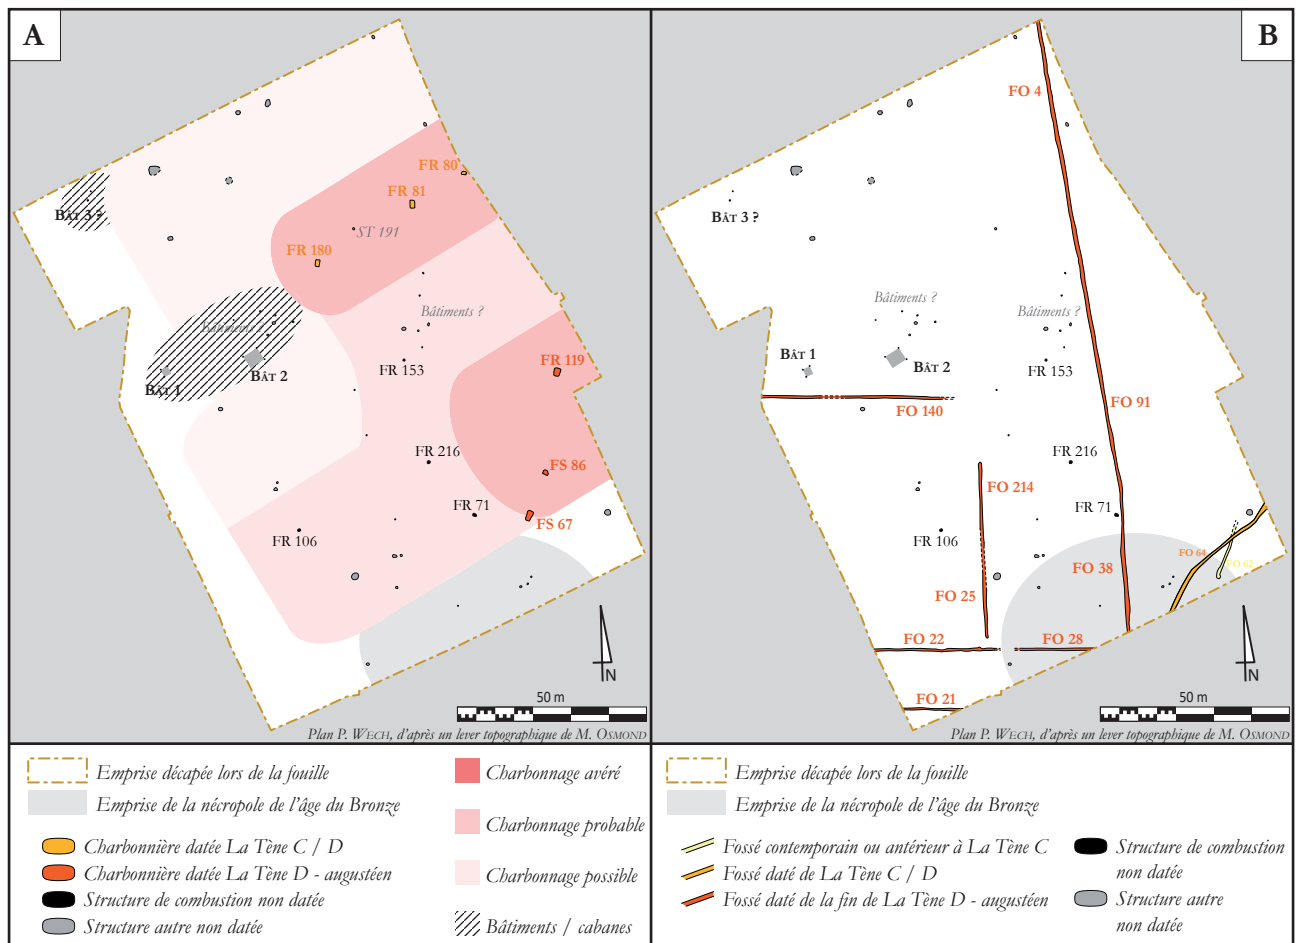 A
FR 80
FR 81
BÂT 3 ?
ST 191
FR 180
Bâtiments ?
Bâtiments ?
FR 153
FR 119
BÂT 2
BÂT 1
FR 216
FS 86
FR 71
FS 67
FR 106
N
50 m
Plan P. WECH, d'après un lever topographique de M. OSMOND
Emprise décapée lors de la fouille
Emprise de la nécropole de l'âge du Bronze
Charbonnière datée La Tène C / D
Charbonnière datée La Tène D - augustéen
Structure de combustion non datée
Structure autre non datée
Charbonnage avéré
Charbonnage probable
Charbonnage possible
Bâtiments / cabanes
B
FO 4
BÂT 3 ?
Bâtiments ?
Bâtiments ?
BÂT 1
BÂT 2
FR 153
FO 140
FO 91
FR 216
FO 214
FR 71
FR 106
FO 64
FO 62
FO 38
FO 25
FO 22
FO 28
FO 21
N
50 m
Plan P. WECH, d'après un lever topographique de M. OSMOND
Emprise décapée lors de la fouille
Emprise de la nécropole de l'âge du Bronze
Fossé contemporain ou antérieur à La Tène C
Fossé daté de La Tène C / D
Fossé daté de la fin de La Tène D - augustéen
Structure de combustion
non datée
Structure autre
non datée